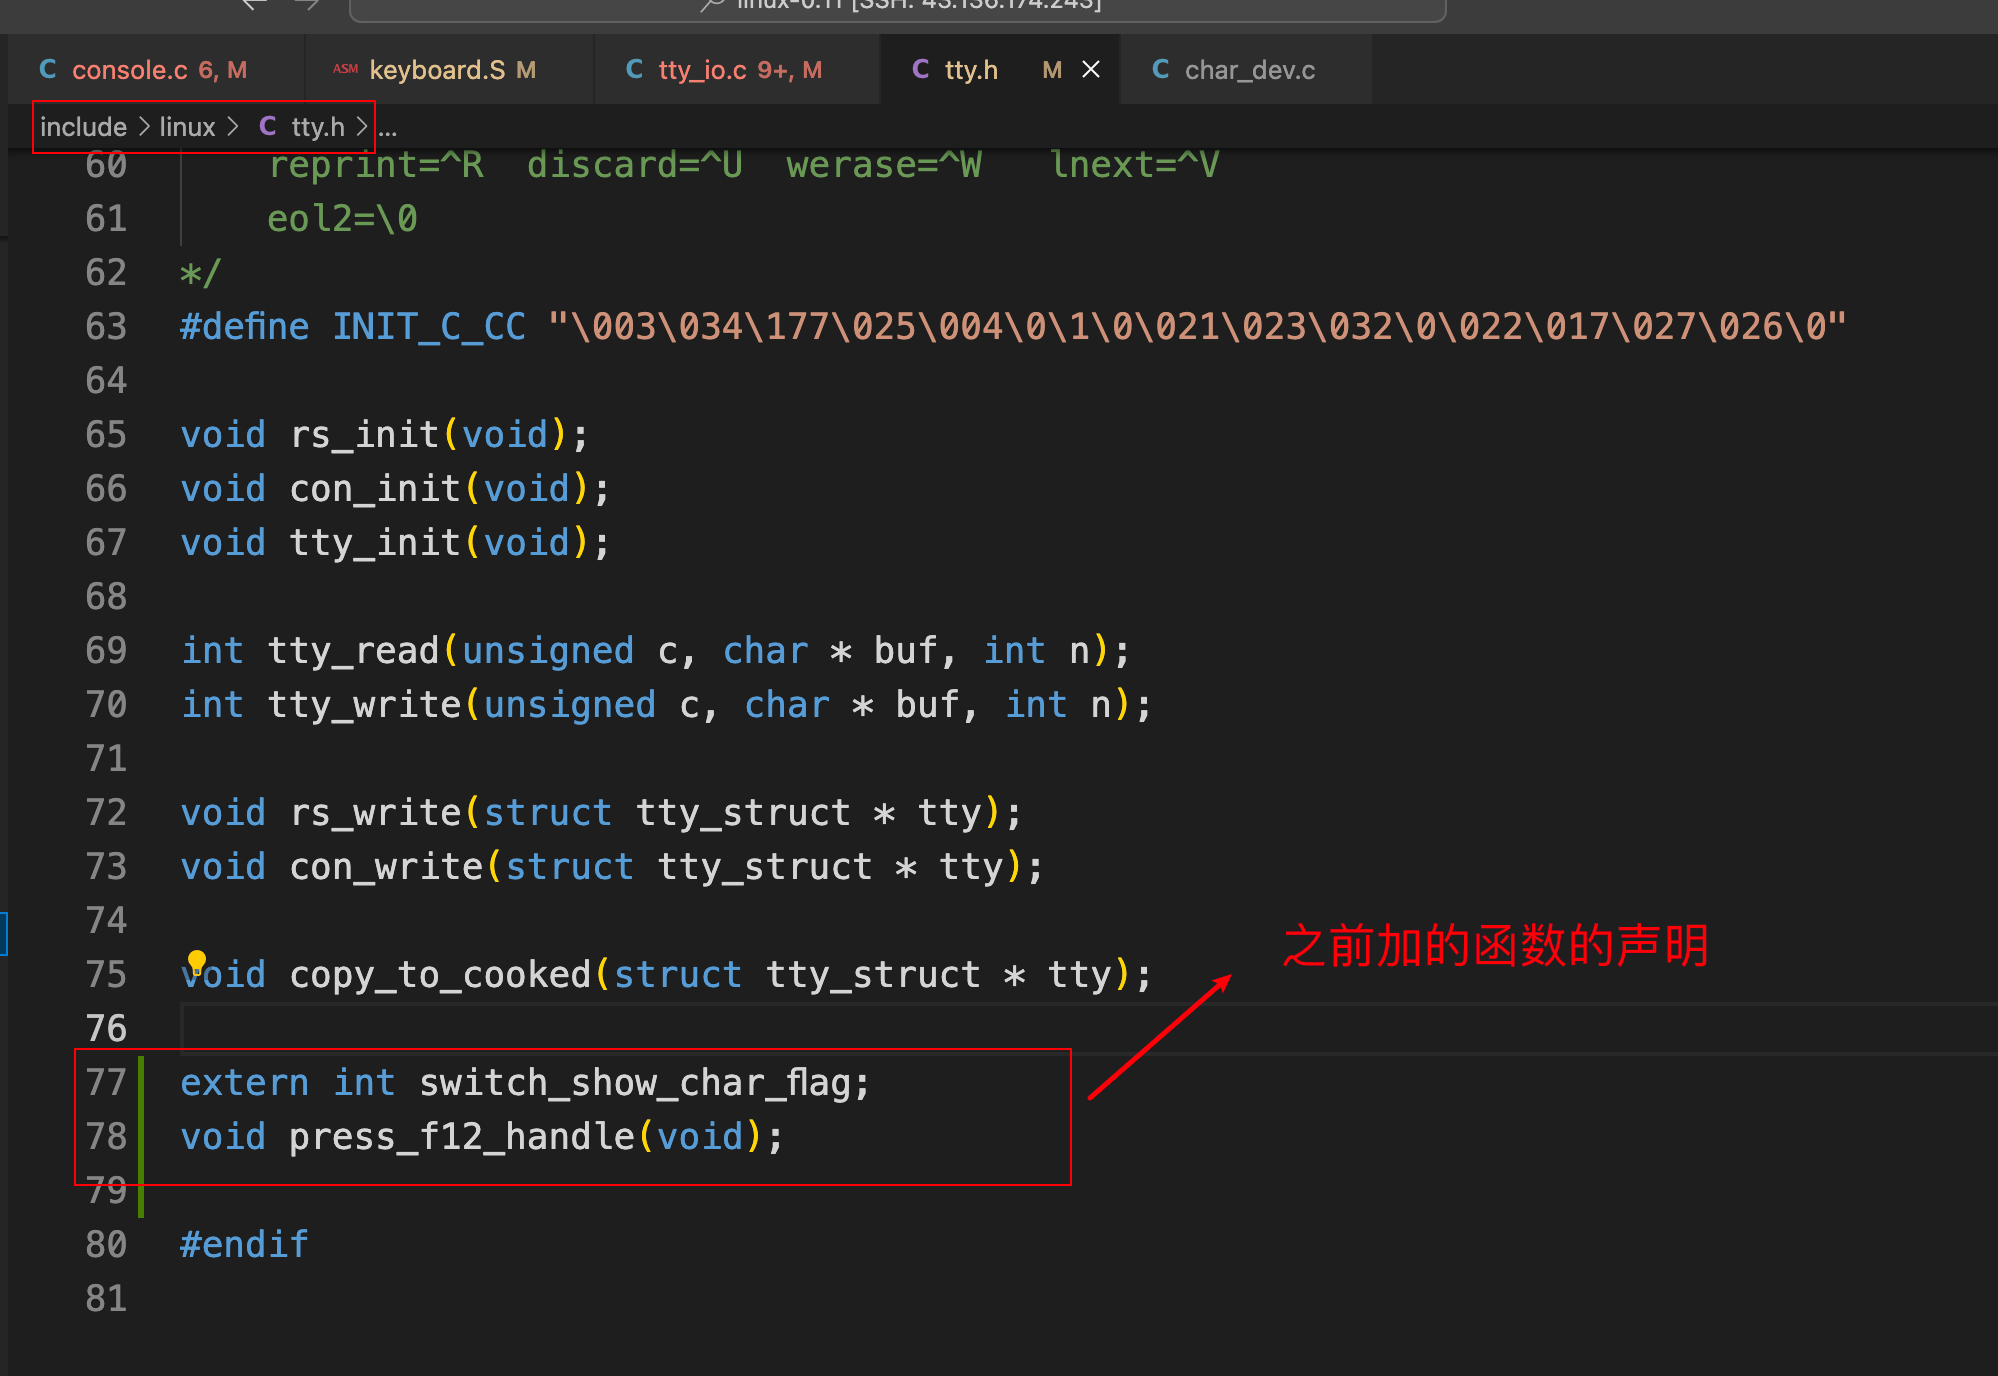 linux-0.11 [SSH: 43.136.174.243]
console.c 6, M
ASM keyboard.S M
tty_io.c 9+, M
tty.h M
char_dev.c
include > linux > C tty.h > ...
60 reprint=^R discard=^U werase=^W lnext=^V
61 eol2=\0
62 */
63 #define INIT_C_CC "\003\034\177\025\004\0\1\0\021\023\032\0\022\017\027\026\0"
64
65 void rs_init(void);
66 void con_init(void);
67 void tty_init(void);
68
69 int tty_read(unsigned c, char * buf, int n);
70 int tty_write(unsigned c, char * buf, int n);
71
72 void rs_write(struct tty_struct * tty);
73 void con_write(struct tty_struct * tty);
74
之前加的函数的声明
75 void copy_to_cooked(struct tty_struct * tty);
76
77 extern int switch_show_char_flag;
78 void press_f12_handle(void);
79
80 #endif
81